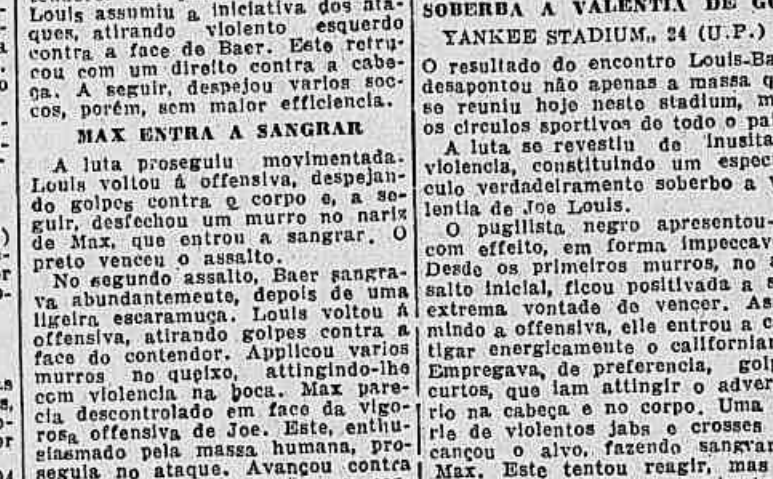 Louis assumiu a iniciativa dos ata-
ques, atirando violento esquerdo
contra a face de Baer. Este retru-
cou com um direito contra a cabe-
ça. A seguir, despejou varios soc-
cos, porém, sem maior efficiencia.
MAX ENTRA A SANGRAR
A luta proseguiu movimentada.
Louis voltou á offensiva, despejan-
do golpes contra o corpo e, a se-
guir, desfechou um murro no nariz
de Max, que entrou a sangrar. O
preto venceu o assalto.
No segundo assalto, Baer sangra-
va abundantemente, depois de uma
ligeira escaramuça. Louis voltou á
offensiva, atirando golpes contra a
face do contendor. Applicou varios
murros no queixo, attingindo-lhe
com violencia na boca. Max pare-
cia descontrolado em face da vigo-
rosa offensiva de Joe. Este, enthu-
siasmado pela massa humana, pro-
seguia no ataque. Avançou contra
SOBERBA A VALENTIA DE
YANKEE STADIUM,, 24 (U.P.)
O resultado do encontro Louis-Ba
desapontou não apenas a massa q
se reuniu hoje neste stadium, m
os circulos sportivos de todo o pa
A luta se revestiu de inusita
violencia, constituindo um espec
culo verdadeiramente soberbo a v
lentia de Joe Louis.
O pugilista negro apresentou-
com effeito, em forma impeccav
Desde os primeiros murros, no a
salto inicial, ficou positivada a s
extrema vontade de vencer. As
mindo a offensiva, elle entrou a c
tigar energicamente o californian
Empregava, de preferencia, golp
curtos, que iam attingir o adver
rio na cabeça e no corpo. Uma
rie de violentos jabs e crosses
cançou o alvo, fazendo sangrar
Max. Este tentou reagir, mas